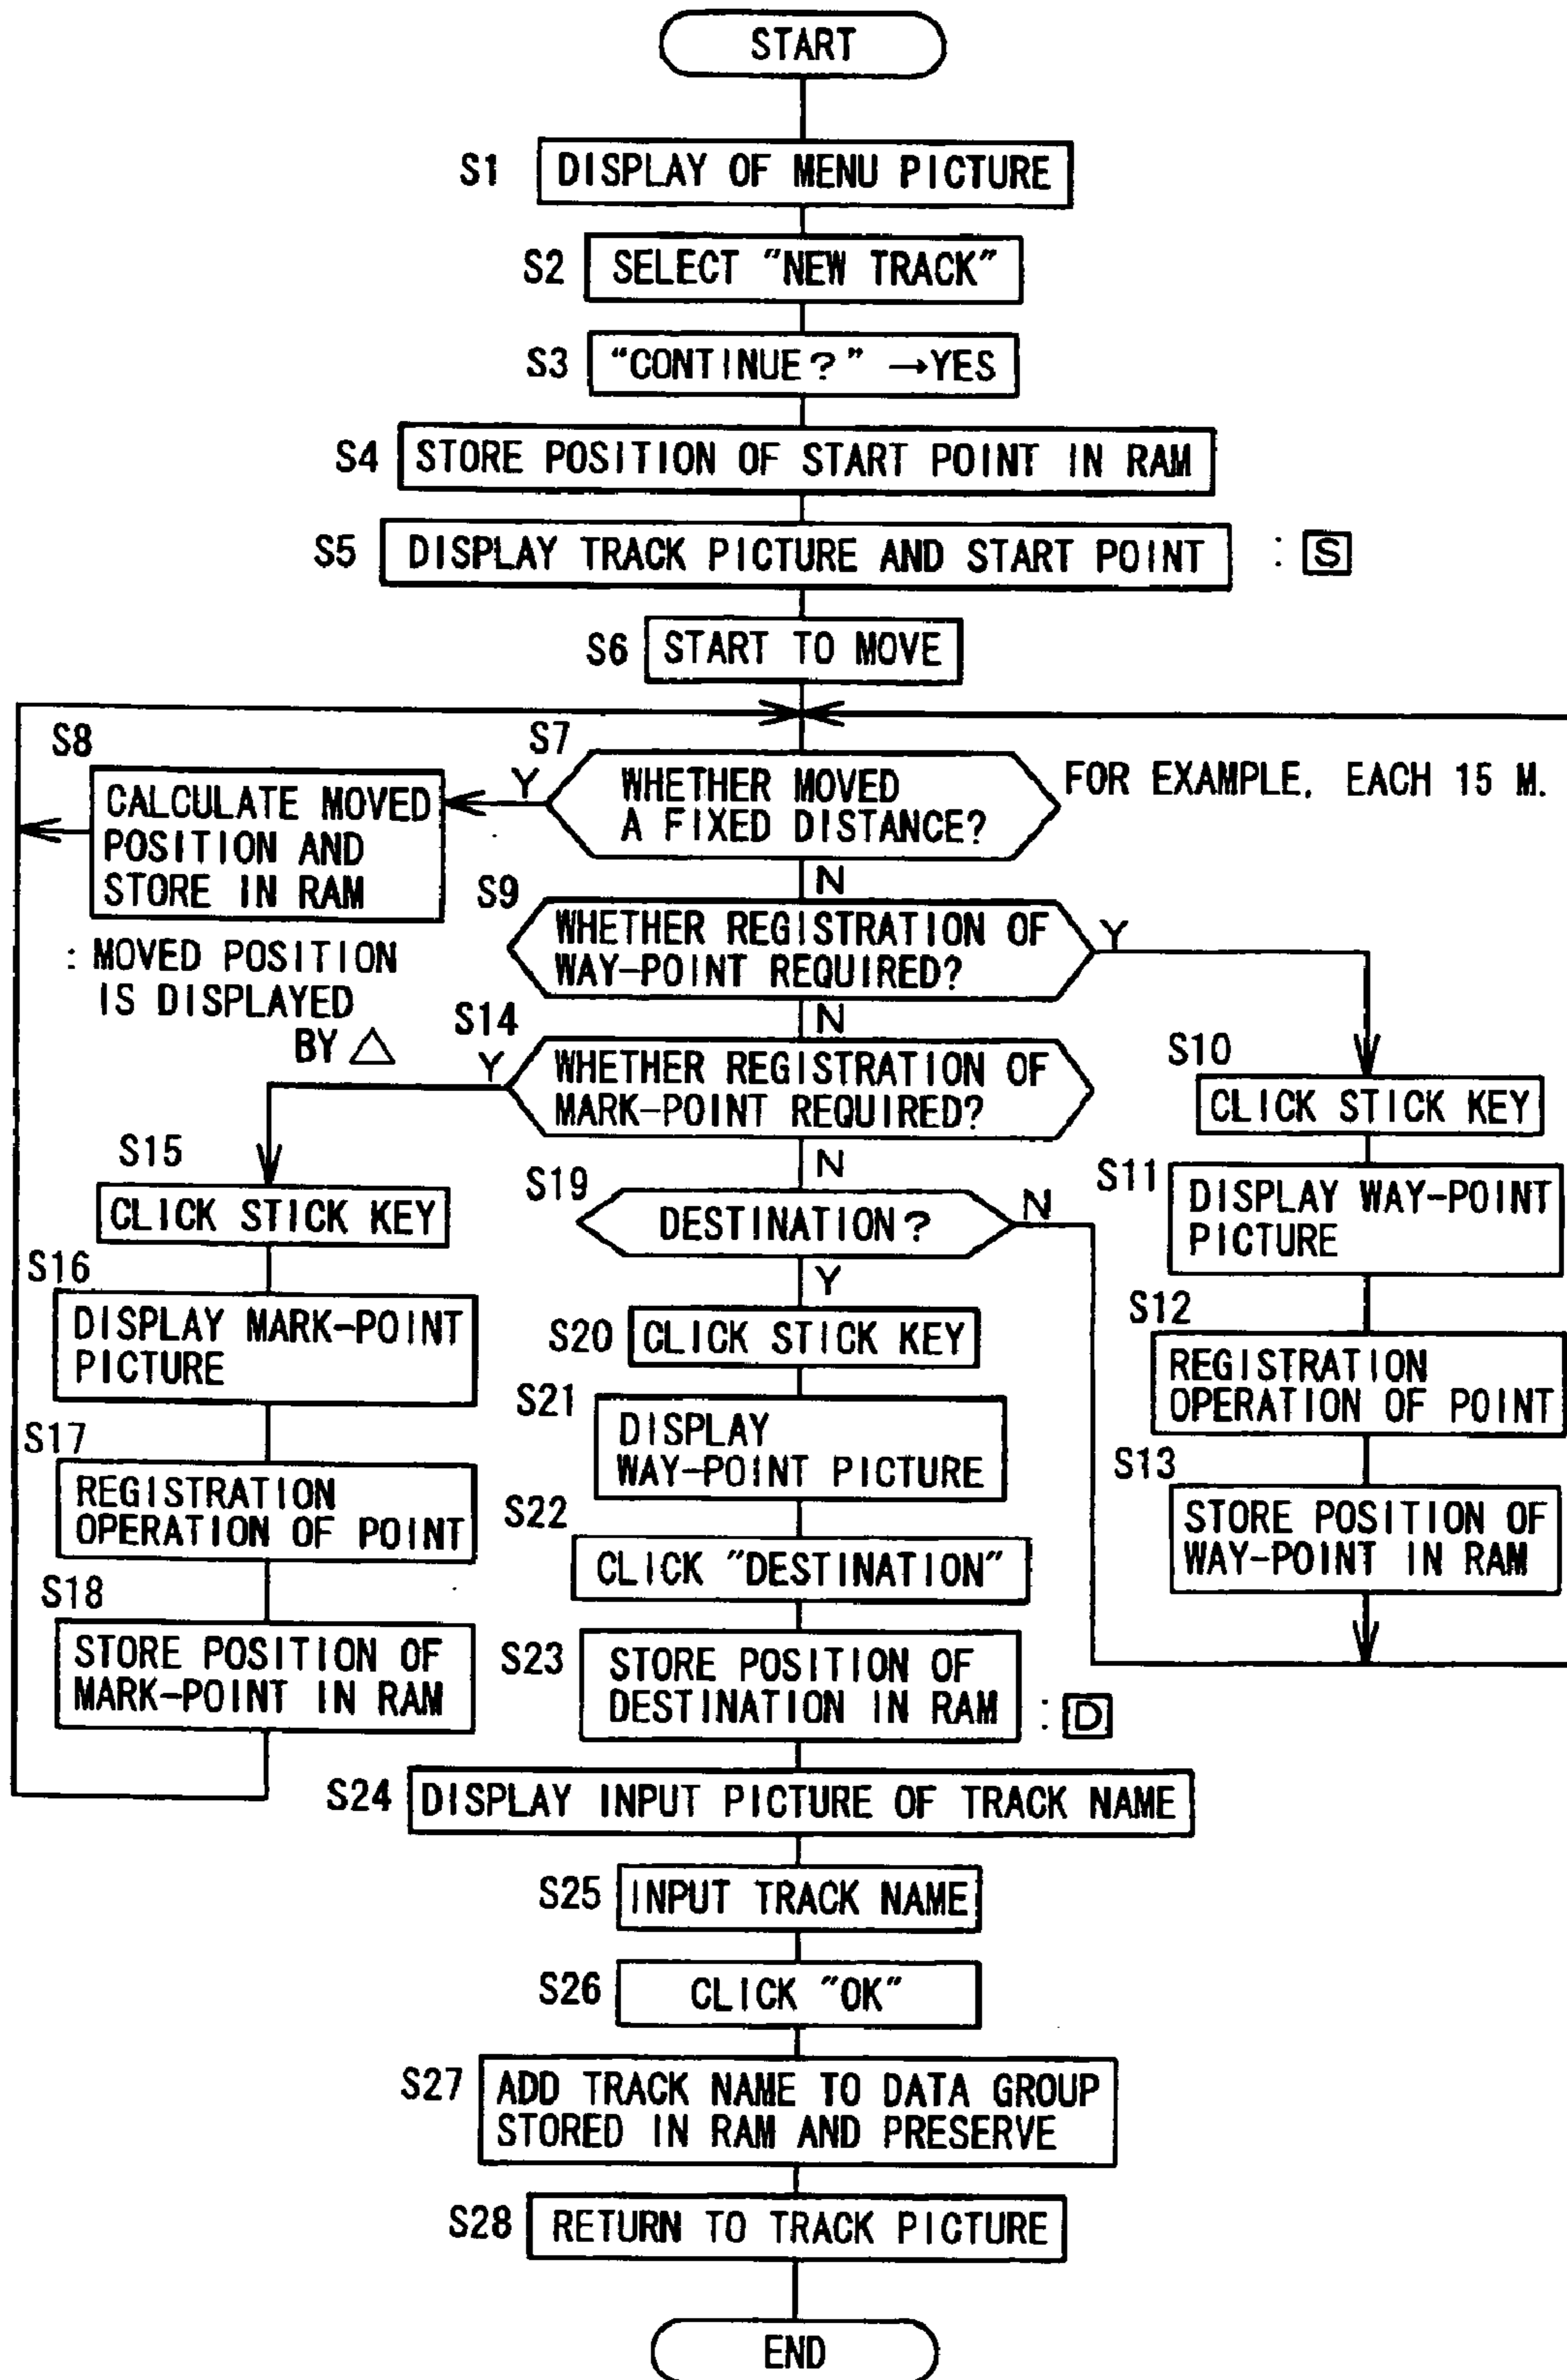 START
S1 DISPLAY OF MENU PICTURE
S2 SELECT "NEW TRACK"
S3 "CONTINUE?" →YES
S4 STORE POSITION OF START POINT IN RAM
S5 DISPLAY TRACK PICTURE AND START POINT : S
S6 START TO MOVE
S7
WHETHER MOVED
A FIXED DISTANCE?
FOR EXAMPLE, EACH 15 M.
Y
N
S8
CALCULATE MOVED
POSITION AND
STORE IN RAM
: MOVED POSITION
IS DISPLAYED
BY △
S9
WHETHER REGISTRATION OF
WAY-POINT REQUIRED?
Y
N
S10
CLICK STICK KEY
S11
DISPLAY WAY-POINT
PICTURE
S12
REGISTRATION
OPERATION OF POINT
S13
STORE POSITION OF
WAY-POINT IN RAM
S14
WHETHER REGISTRATION OF
MARK-POINT REQUIRED?
Y
N
S15
CLICK STICK KEY
S16
DISPLAY MARK-POINT
PICTURE
S17
REGISTRATION
OPERATION OF POINT
S18
STORE POSITION OF
MARK-POINT IN RAM
S19
DESTINATION?
N
Y
S20 CLICK STICK KEY
S21
DISPLAY
WAY-POINT PICTURE
S22
CLICK "DESTINATION"
S23
STORE POSITION OF
DESTINATION IN RAM : D
S24 DISPLAY INPUT PICTURE OF TRACK NAME
S25 INPUT TRACK NAME
S26 CLICK "OK"
S27 ADD TRACK NAME TO DATA GROUP
STORED IN RAM AND PRESERVE
S28 RETURN TO TRACK PICTURE
END